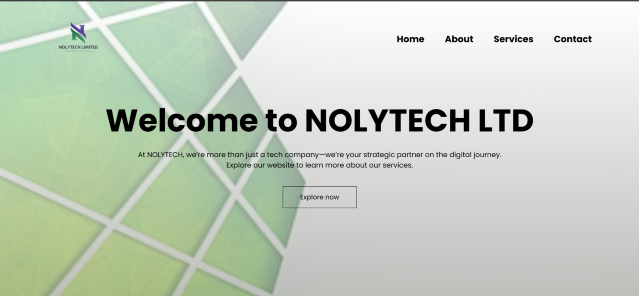 NOLYTECH LIMITED
Home About Services Contact
Welcome to NOLYTECH LTD
At NOLYTECH, we're more than just a tech company—we're your strategic partner on the digital journey.
Explore our website to learn more about our services.
Explore now